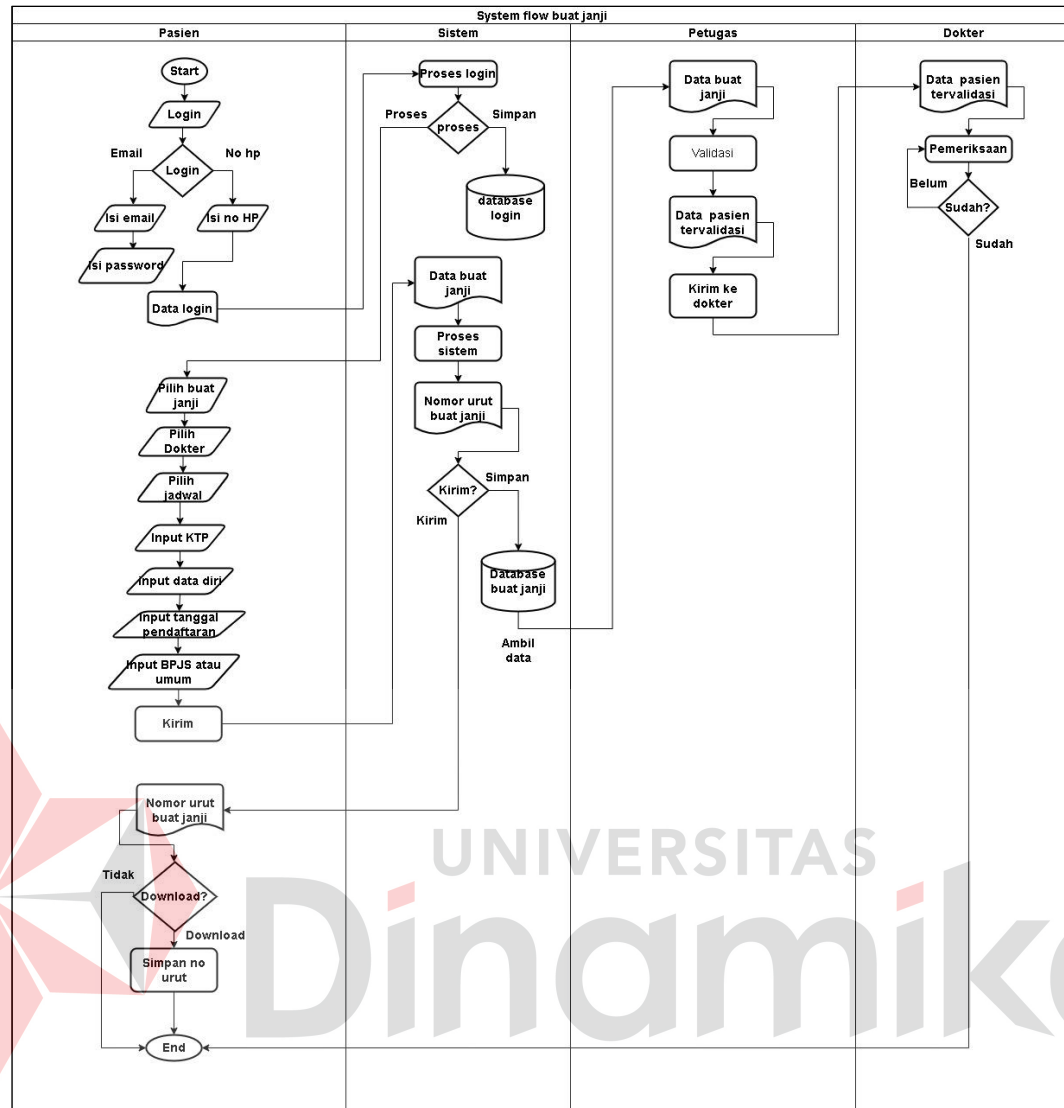 System flow buat janji
Pasien
Sistem
Petugas
Dokter
Start
Login
Email
No hp
Login
Isi email
Isi no HP
Isi password
Data login
Pilih buat
janji
Pilih
Dokter
Pilih
jadwal
Input KTP
Input data diri
Input tanggal
pendaftaran
Input BPJS atau
umum
Kirim
Nomor urut
buat janji
Tidak
Download?
Download
Simpan no
urut
End
Proses login
Proses
Simpan
proses
database
login
Data buat
janji
Proses
sistem
Nomor urut
buat janji
Simpan
Kirim?
Kirim
Database
buat janji
Ambil
data
Data buat
janji
Validasi
Data pasien
tervalidasi
Kirim ke
dokter
Data pasien
tervalidasi
Pemeriksaan
Belum
Sudah?
Sudah
UNIVERSITAS
Dinamika